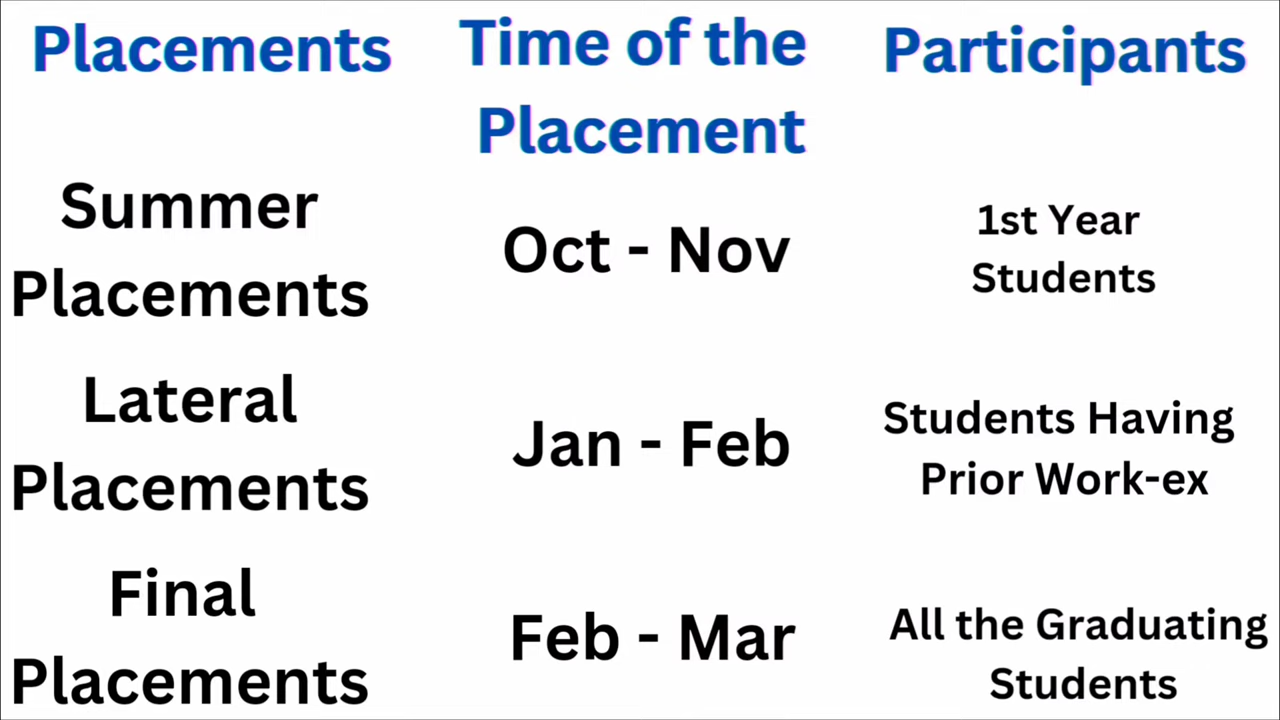 Placements
Time of the
Placement
Participants
Summer
Placements
Oct - Nov
1st Year
Students
Lateral
Placements
Jan - Feb
Students Having
Prior Work-ex
Final
Placements
Feb - Mar
All the Graduating
Students